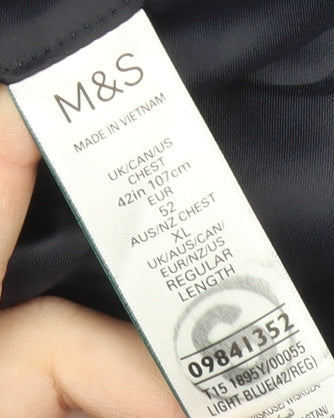 M&S
MADE IN VIETNAM
UK/CAN/US
CHEST
42in 107cm
EUR
52
AUS/NZ CHEST
XL
UK/AUS/CAN/
EUR/NZ/US
REGULAR
LENGTH
09841352
T15 1895Y/00055
LIGHT BLUE(42/REG)